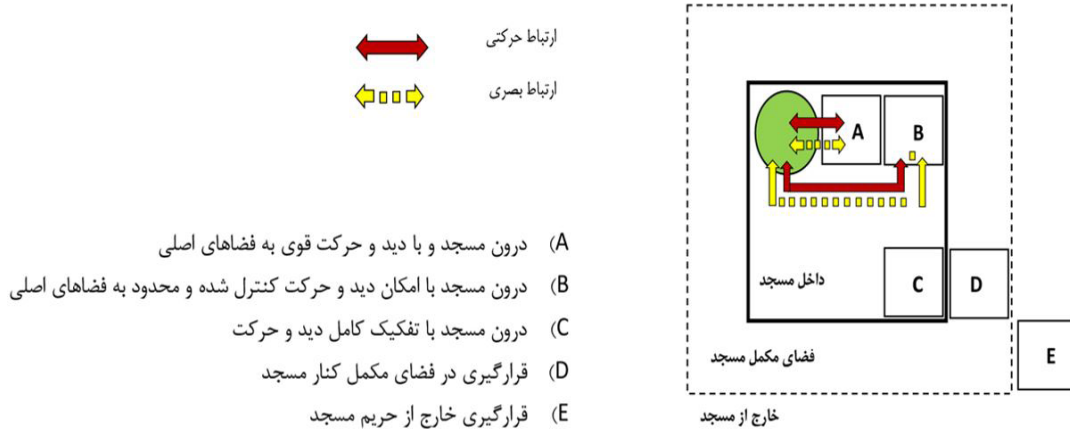 ارتباط حرکتی
ارتباط بصری
A) درون مسجد و با دید و حرکت قوی به فضاهای اصلی
B) درون مسجد با امکان دید و حرکت کنترل شده و محدود به فضاهای اصلی
C) درون مسجد با تفکیک کامل دید و حرکت
D) قرارگیری در فضای مکمل کنار مسجد
E) قرارگیری خارج از حریم مسجد
A
B
داخل مسجد
C
D
فضای مکمل مسجد
E
خارج از مسجد